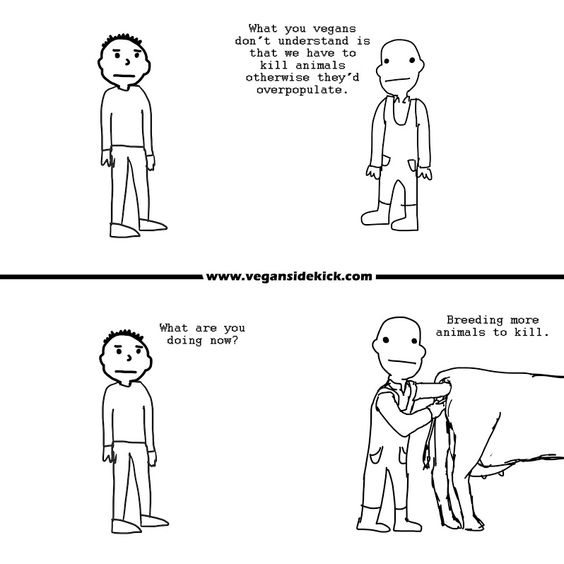 What you vegans
don't understand is
that we have to
kill animals
otherwise they'd
overpopulate.
www.vegansidekick.com
What are you
doing now?
Breeding more
animals to kill.